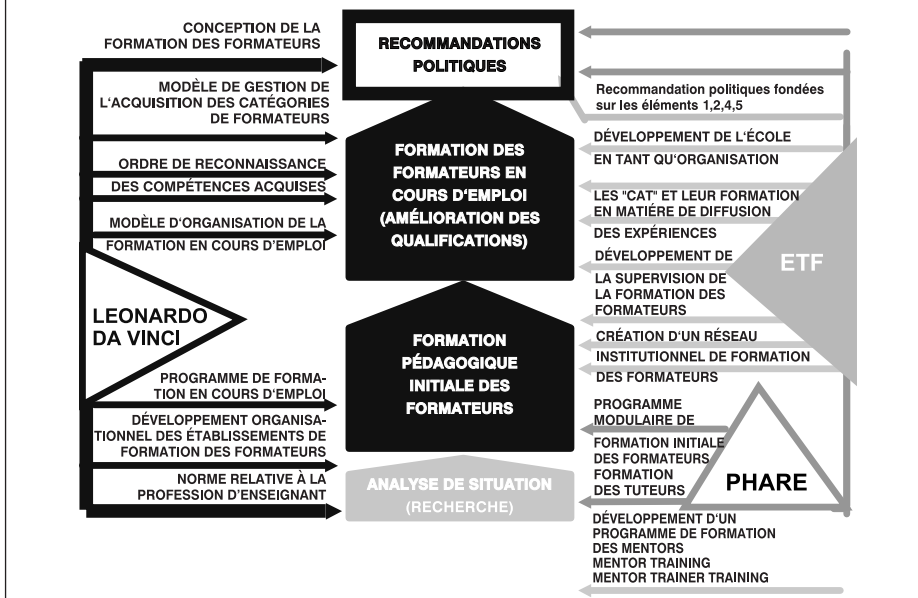 CONCEPTION DE LA
FORMATION DES FORMATEURS
MODÈLE DE GESTION DE
L'ACQUISITION DES CATÉGORIES
DE FORMATEURS
ORDRE DE RECONNAISSANCE
DES COMPÉTENCES ACQUISES
MODÈL D'ORGANISATION DE LA
FORMATION EN COURS D'EMPLOI
LEONARDO
DA VINCI
PROGRAMME DE FORMA-
TION EN COURS D'EMPLOI
DÉVELOPPEMENT ORGANISA-
TIONNEL DES ÉTABLISSEMENTS DE
FORMATION DES FORMATEURS
NORME RELATIVE À LA
PROFESSION D'ENSEIGNANT
RECOMMANDATIONS
POLITIQUES
FORMATION DES
FORMATEURS EN
COURS D'EMPLOI
(AMÉLIORATION DES
QUALIFICATIONS)
FORMATION
PÉDAGOGIQUE
INITIALE DES
FORMATEURS
ANALYSE DE SITUATION
(RECHERCHE)
Recommandation politiques fondées
sur les éléments 1,2,4,5
DÉVELOPPEMENT DE L'ÉCOLE
EN TANT QU'ORGANISATION
LES "CAT" ET LEUR FORMATION
EN MATIÉRE DE DIFFUSION
DES EXPÉRIENCES
DÉVELOPPEMENT DE
LA SUPERVISION DE
LA FORMATION DES
FORMATEURS
CRÉATION D'UN RÉSEAU
INSTITUTIONNEL DE FORMATION
DES FORMATEURS
ETF
PROGRAMME
MODULAIRE DE
FORMATION INITIALE
DES FORMATEURS
FORMATION
DES TUTEURS
PHARE
DÉVELOPPEMENT D'UN
PROGRAMME DE FORMATION
DES MENTORS
MENTOR TRAINING
MENTOR TRAINER TRAINING